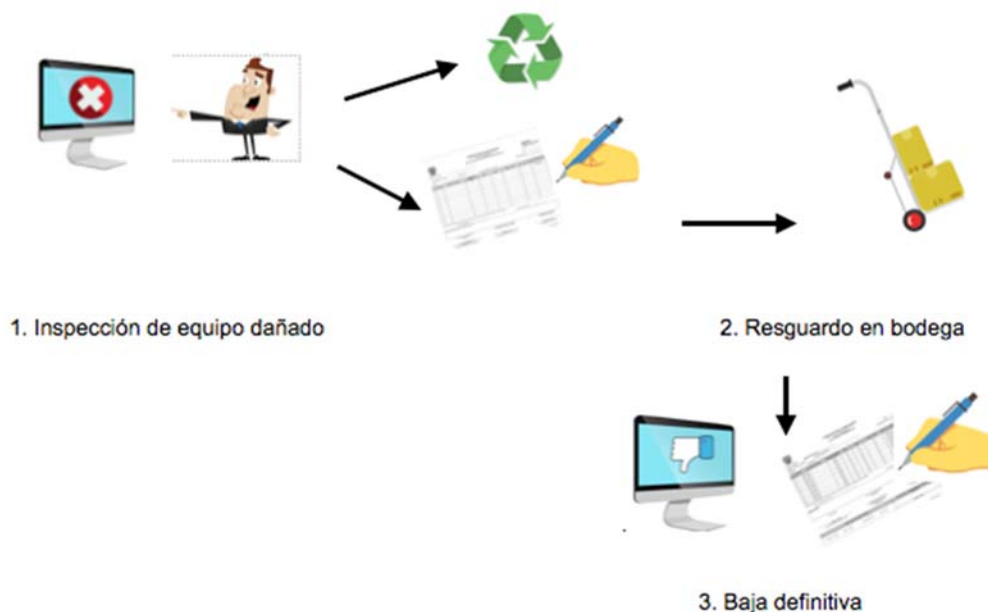 1. Inspección de equipo dañado
2. Resguardo en bodega
3. Baja definitiva